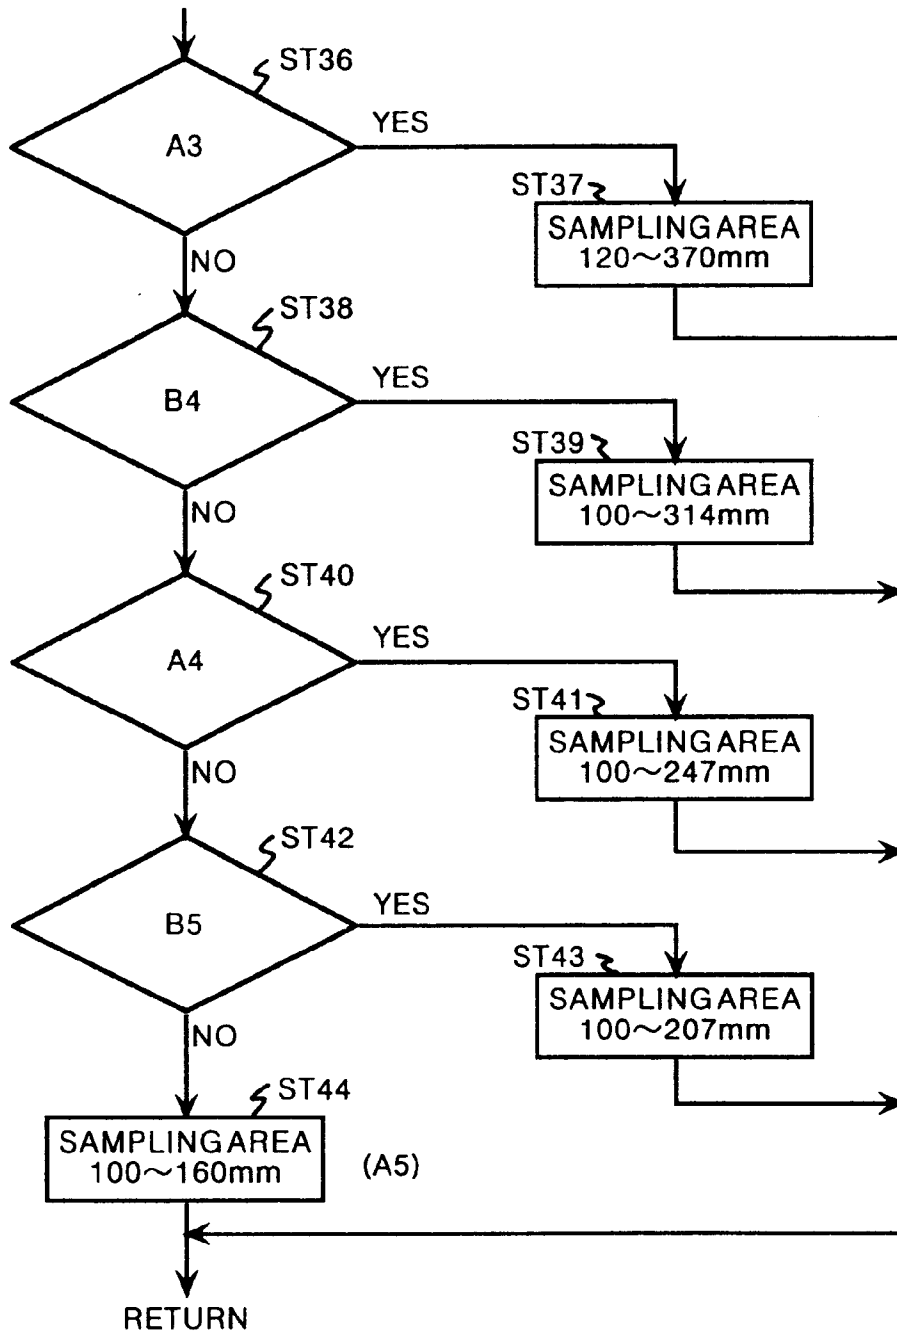 ST36
A3
YES
ST37
SAMPLING AREA
120～370mm
NO
ST38
B4
YES
ST39
SAMPLING AREA
100～314mm
NO
ST40
A4
YES
ST41
SAMPLING AREA
100～247mm
NO
ST42
B5
YES
ST43
SAMPLING AREA
100～207mm
NO
ST44
SAMPLING AREA
100～160mm
(A5)
RETURN